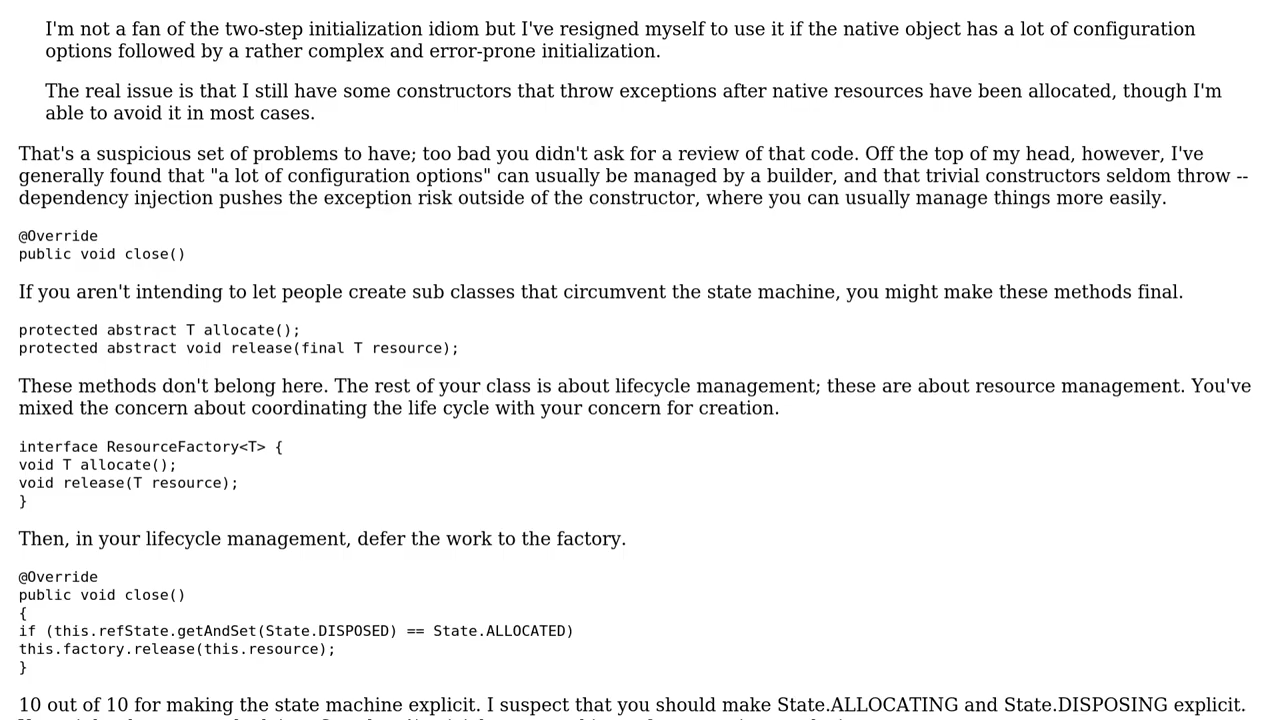 I'm not a fan of the two-step initialization idiom but I've resigned myself to use it if the native object has a lot of configuration
options followed by a rather complex and error-prone initialization.
The real issue is that I still have some constructors that throw exceptions after native resources have been allocated, though I'm
able to avoid it in most cases.
That's a suspicious set of problems to have; too bad you didn't ask for a review of that code. Off the top of my head, however, I've
generally found that "a lot of configuration options" can usually be managed by a builder, and that trivial constructors seldom throw --
dependency injection pushes the exception risk outside of the constructor, where you can usually manage things more easily.
@Override
public void close()
If you aren't intending to let people create sub classes that circumvent the state machine, you might make these methods final.
protected abstract T allocate();
protected abstract void release(final T resource);
These methods don't belong here. The rest of your class is about lifecycle management; these are about resource management. You've
mixed the concern about coordinating the life cycle with your concern for creation.
interface ResourceFactory<T> {
void T allocate();
void release(T resource);
}
Then, in your lifecycle management, defer the work to the factory.
@Override
public void close()
{
if (this.refState.getAndSet(State.DISPOSED) == State.ALLOCATED)
this.factory.release(this.resource);
}
10 out of 10 for making the state machine explicit. I suspect that you should make State.ALLOCATING and State.DISPOSING explicit.